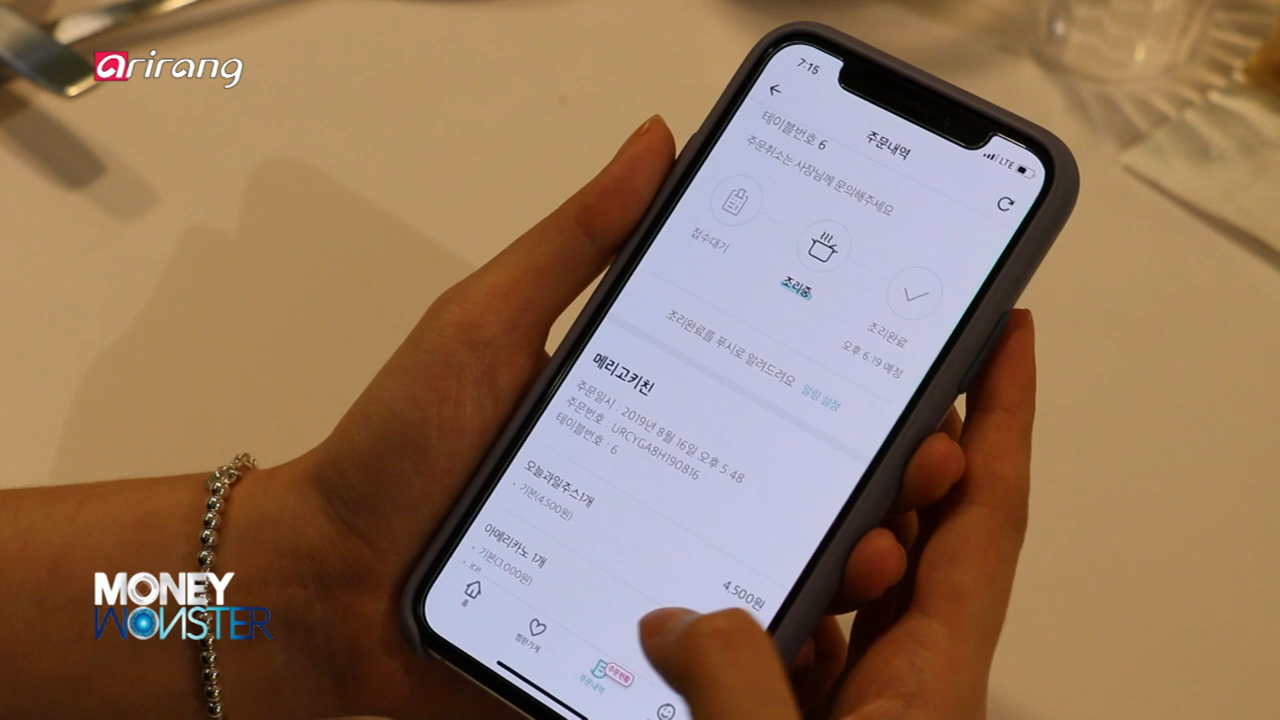 arirang
7:15
LTE
주문내역
테이블번호 6
주문취소는 사장님께 문의해주세요
접수대기
조리중
조리완료
오후 6:19 예정
조리완료를 푸시로 알려드려요 알림 설정
메리고키친
주문일시 : 2019년 8월 16일 오후 5:48
주문번호 : URCYGA8H190816
테이블번호 : 6
오늘과일주스1개
· 기본(4,500원)
4,500원
아메리카노 1개
· 기본(3,000원)
· ice
홈
찜한가게
주문현황
주문내역
MONEY
MONSTER